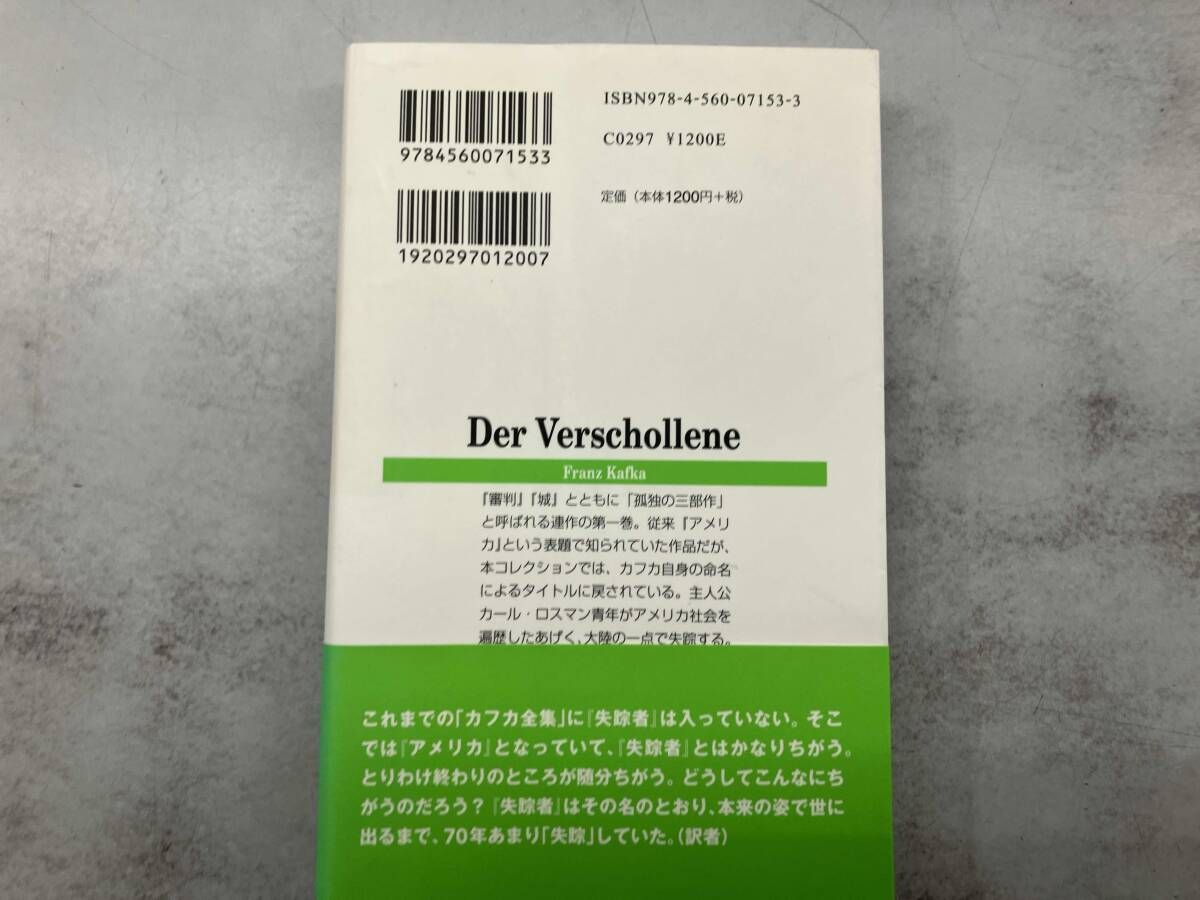 ISBN978-4-560-07153-3
9784560071533
C0297 ¥1200E
定価（本体1200円＋税）
1920297012007
Der Verschollene
Franz Kafka
『審判』『城』とともに「孤独の三部作」
と呼ばれる連作の第一巻。従来『アメリ
カ』という表題で知られていた作品だが、
本コレクションでは、カフカ自身の命名
によるタイトルに戻されている。主人公
カール・ロスマン青年がアメリカ社会を
遍歴したあげく、大陸の一点で失踪する。
これまでの「カフカ全集」に『失踪者』は入っていない。そこ
では『アメリカ』となっていて、『失踪者』とはかなりちがう。
とりわけ終わりのところが随分ちがう。どうしてこんなにち
がうのだろう？『失踪者』はその名のとおり、本来の姿で世に
出るまで、70年あまり「失踪」していた。（訳者）